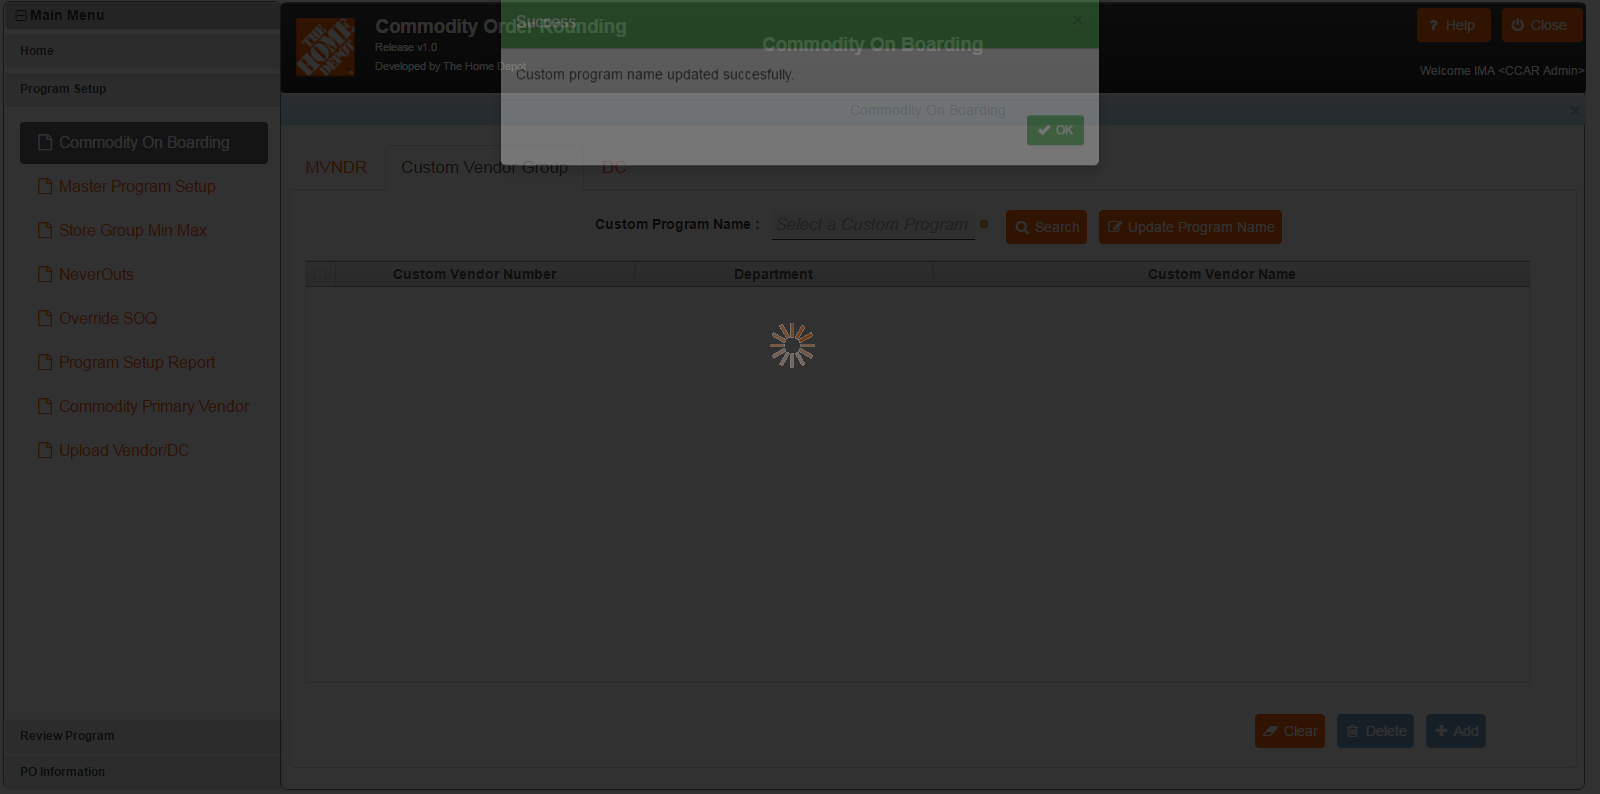 Main Menu
Home
Program Setup
Commodity On Boarding
Master Program Setup
Store Group Min Max
NeverOuts
Override SOQ
Program Setup Report
Commodity Primary Vendor
Upload Vendor/DC
Review Program
PO Information
THE HOME DEPOT
Commodity Order Rounding
Release v1.0
Developed by The Home Depot
Commodity On Boarding
Help
Close
Welcome IMA <CCAR Admin>
Success
×
Custom program name updated succesfully.
OK
Commodity On Boarding
×
MVNDR
Custom Vendor Group
DC
Custom Program Name :
Select a Custom Program
Search
Update Program Name
Custom Vendor Number
Department
Custom Vendor Name
Clear
Delete
Add